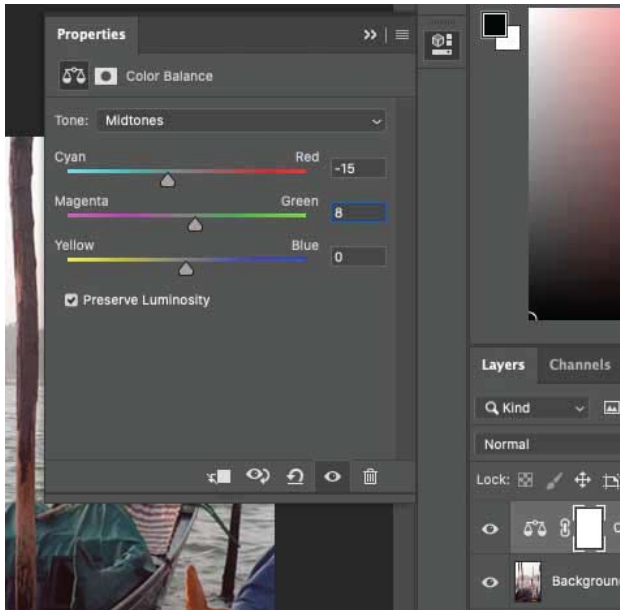 Properties
Color Balance
Tone: Midtones
Cyan Red -15
Magenta Green 8
Yellow Blue 0
Preserve Luminosity
Layers Channels
Kind
Normal
Lock: